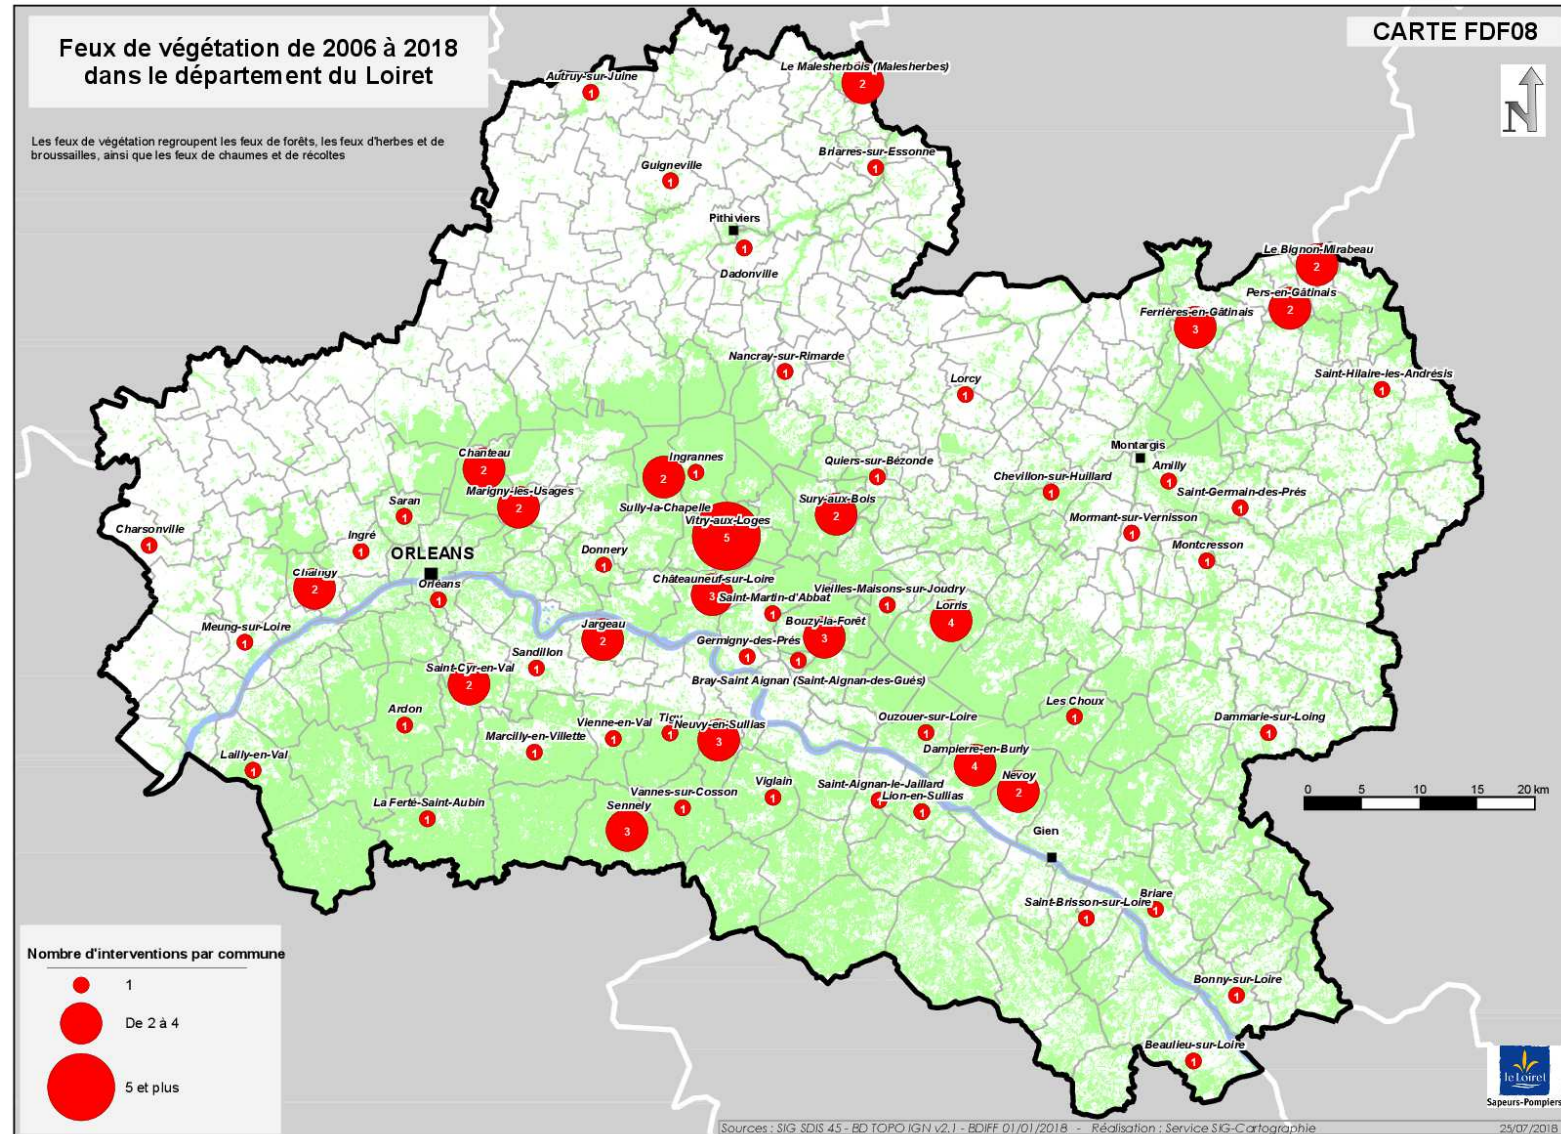 Feux de végétation de 2006 à 2018
dans le département du Loiret
CARTE FDF08
Les feux de végétation regroupent les feux de forêts, les feux d'herbes et de
broussailles, ainsi que les feux de chaumes et de récoltes
N
Le Malesherbois (Malesherbes)
2
Autruy-sur-Juine
1
Briarres-sur-Essonne
1
Guigneville
1
Pithiviers
1
Dadonville
Le Bignon-Mirabeau
2
Pers-en-Gâtinais
2
Ferrières-en-Gâtinais
3
Nancray-sur-Rimarde
1
Lorcy
1
Saint-Hilaire-les-Andrésis
1
Montargis
Amilly
1
Chanteau
2
Ingrannes
1
2
Sully-la-Chapelle
Quiers-sur-Bézonde
1
Chevillon-sur-Huillard
1
Saint-Germain-des-Prés
1
Marigny-les-Usages
2
Saran
1
Sury-aux-Bois
2
Vitry-aux-Loges
5
Mormant-sur-Vernisson
1
Charsonville
1
Ingré
1
Montcresson
1
ORLEANS
Donnery
1
Chaingy
2
Orléans
1
Châteauneuf-sur-Loire
3
Saint-Martin-d'Abbat
1
Vieilles-Maisons-sur-Joudry
1
Lorris
4
Meung-sur-Loire
1
Jargeau
2
Bouzy-la-Forêt
3
Germigny-des-Prés
1
1
Bray-Saint Aignan (Saint-Aignan-des-Gués)
Sandillon
1
Saint-Cyr-en-Val
2
Ardon
1
Les Choux
1
Dammarie-sur-Loing
1
Vienne-en-Val
1
Tigy
1
Neuvy-en-Sullias
3
Ouzouer-sur-Loire
1
Marcilly-en-Villette
1
Dampierre-en-Burly
4
Lailly-en-Val
1
Nevoy
2
Viglain
1
Saint-Aignan-le-Jaillard
1
Lion-en-Sullias
1
Vannes-sur-Cosson
1
La Ferté-Saint-Aubin
1
Sennely
3
0 5 10 15 20 km
Gien
Briare
1
Saint-Brisson-sur-Loire
1
Bonny-sur-Loire
1
Beaulieu-sur-Loire
1
Nombre d'interventions par commune
1
De 2 à 4
5 et plus
le Loiret
Sapeurs-Pompiers
Sources : SIG SDIS 45 - BD TOPO IGN v2.1 - BDIFF 01/01/2018 - Réalisation : Service SIG-Cartographie
25/07/2018